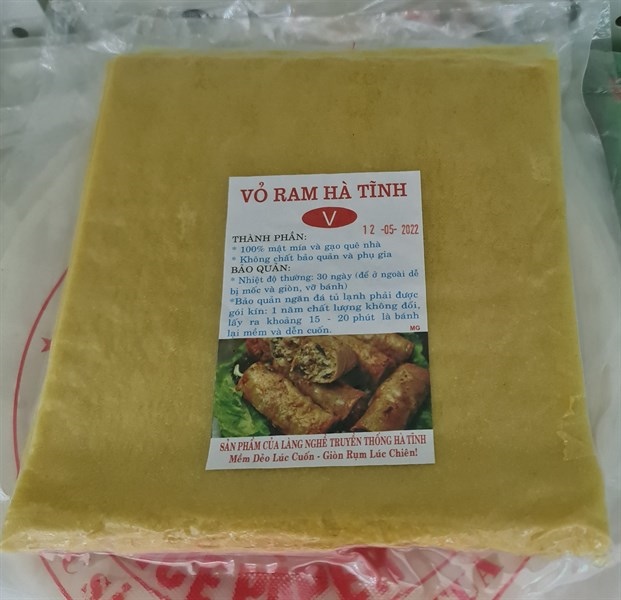 VỎ RAM HÀ TĨNH
V
12 -05- 2022
THÀNH PHẦN:
* 100% mật mía và gạo quê nhà
* Không chất bảo quản và phụ gia
BẢO QUẢN:
* Nhiệt độ thường: 30 ngày (để ở ngoài dễ
bị mốc và giòn, vỡ bánh)
*Bảo quản ngăn đá tủ lạnh phải được
gói kín: 1 năm chất lượng không đổi,
lấy ra khoảng 15 - 20 phút là bánh
lại mềm và dễn cuốn.
MG
SẢN PHẨM CỦA LÀNG NGHỀ TRUYỀN THỐNG HÀ TĨNH
Mềm Dẻo Lúc Cuốn - Giòn Rụm Lúc Chiên!